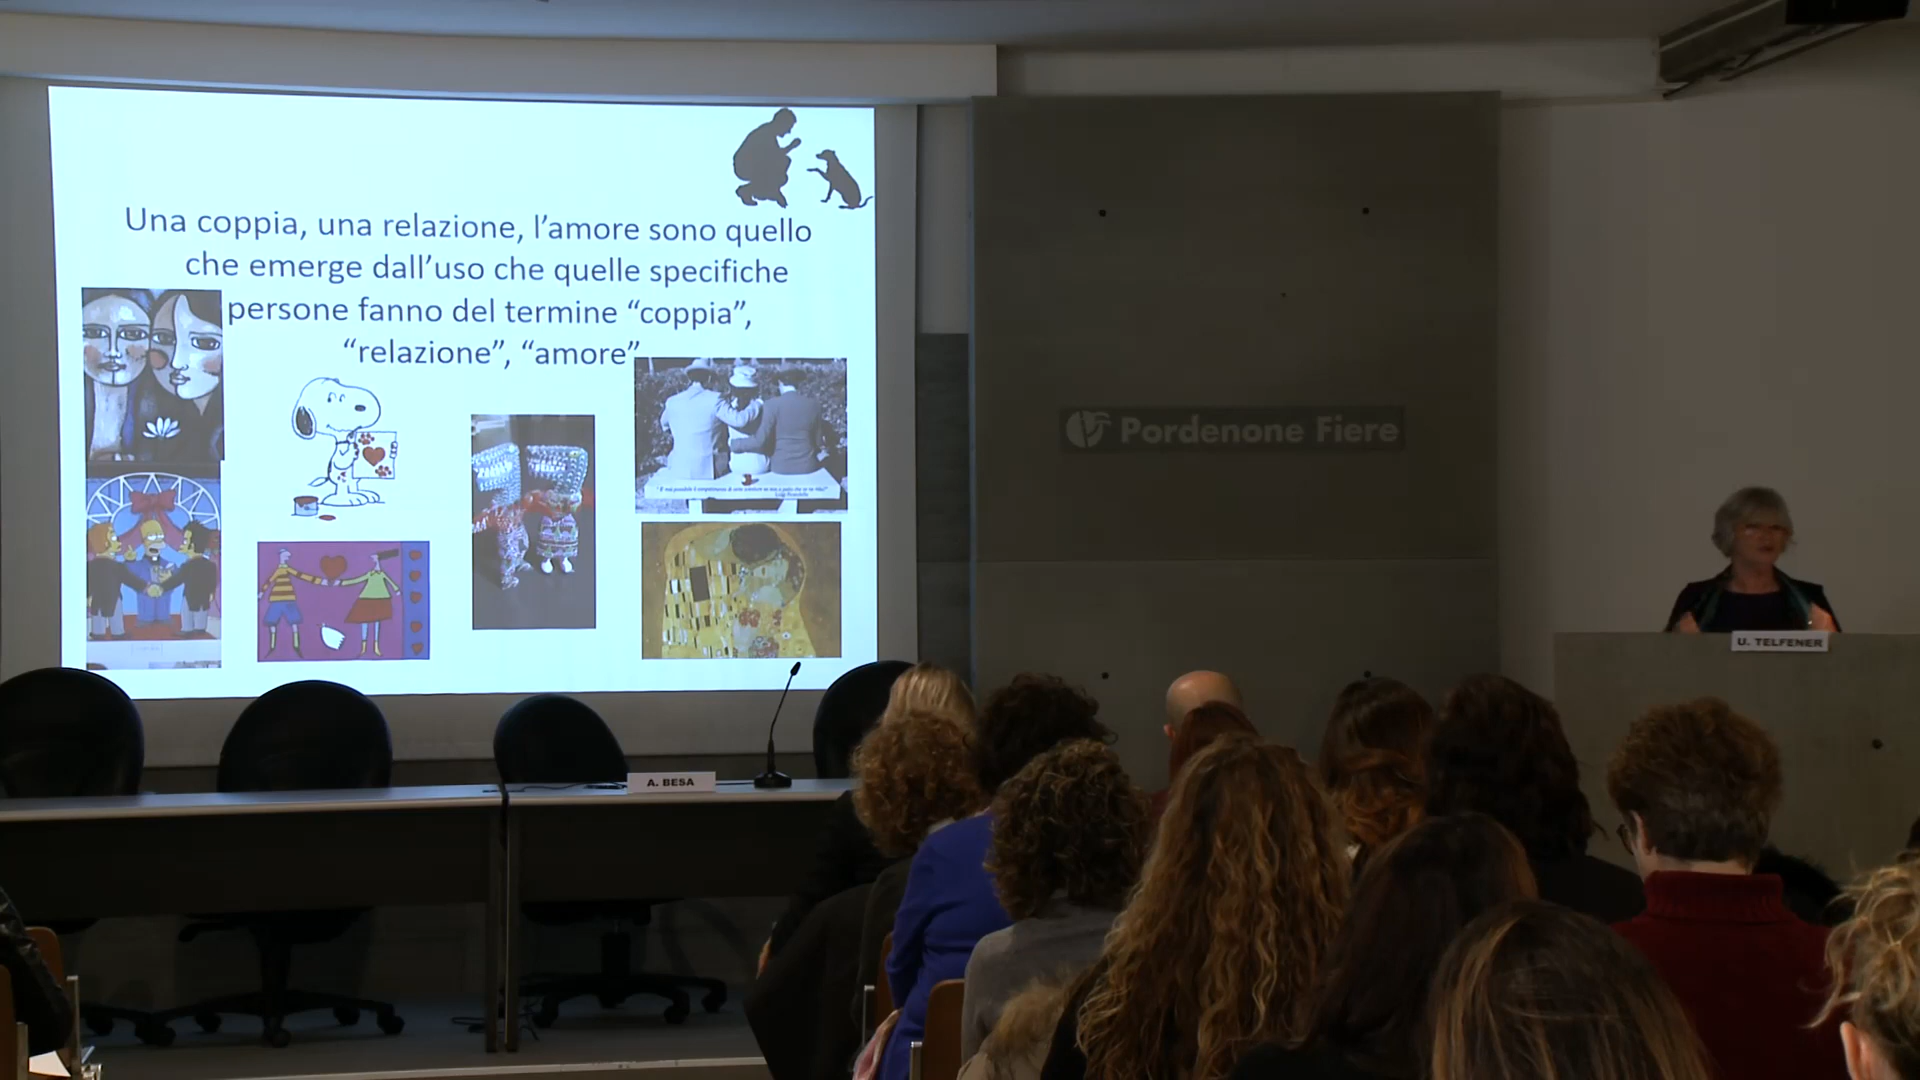 Una coppia, una relazione, l’amore sono quello
che emerge dall’uso che quelle specifiche
persone fanno del termine “coppia”,
“relazione”, “amore”
Pordenone Fiere
U. TELFENER
A. BESA